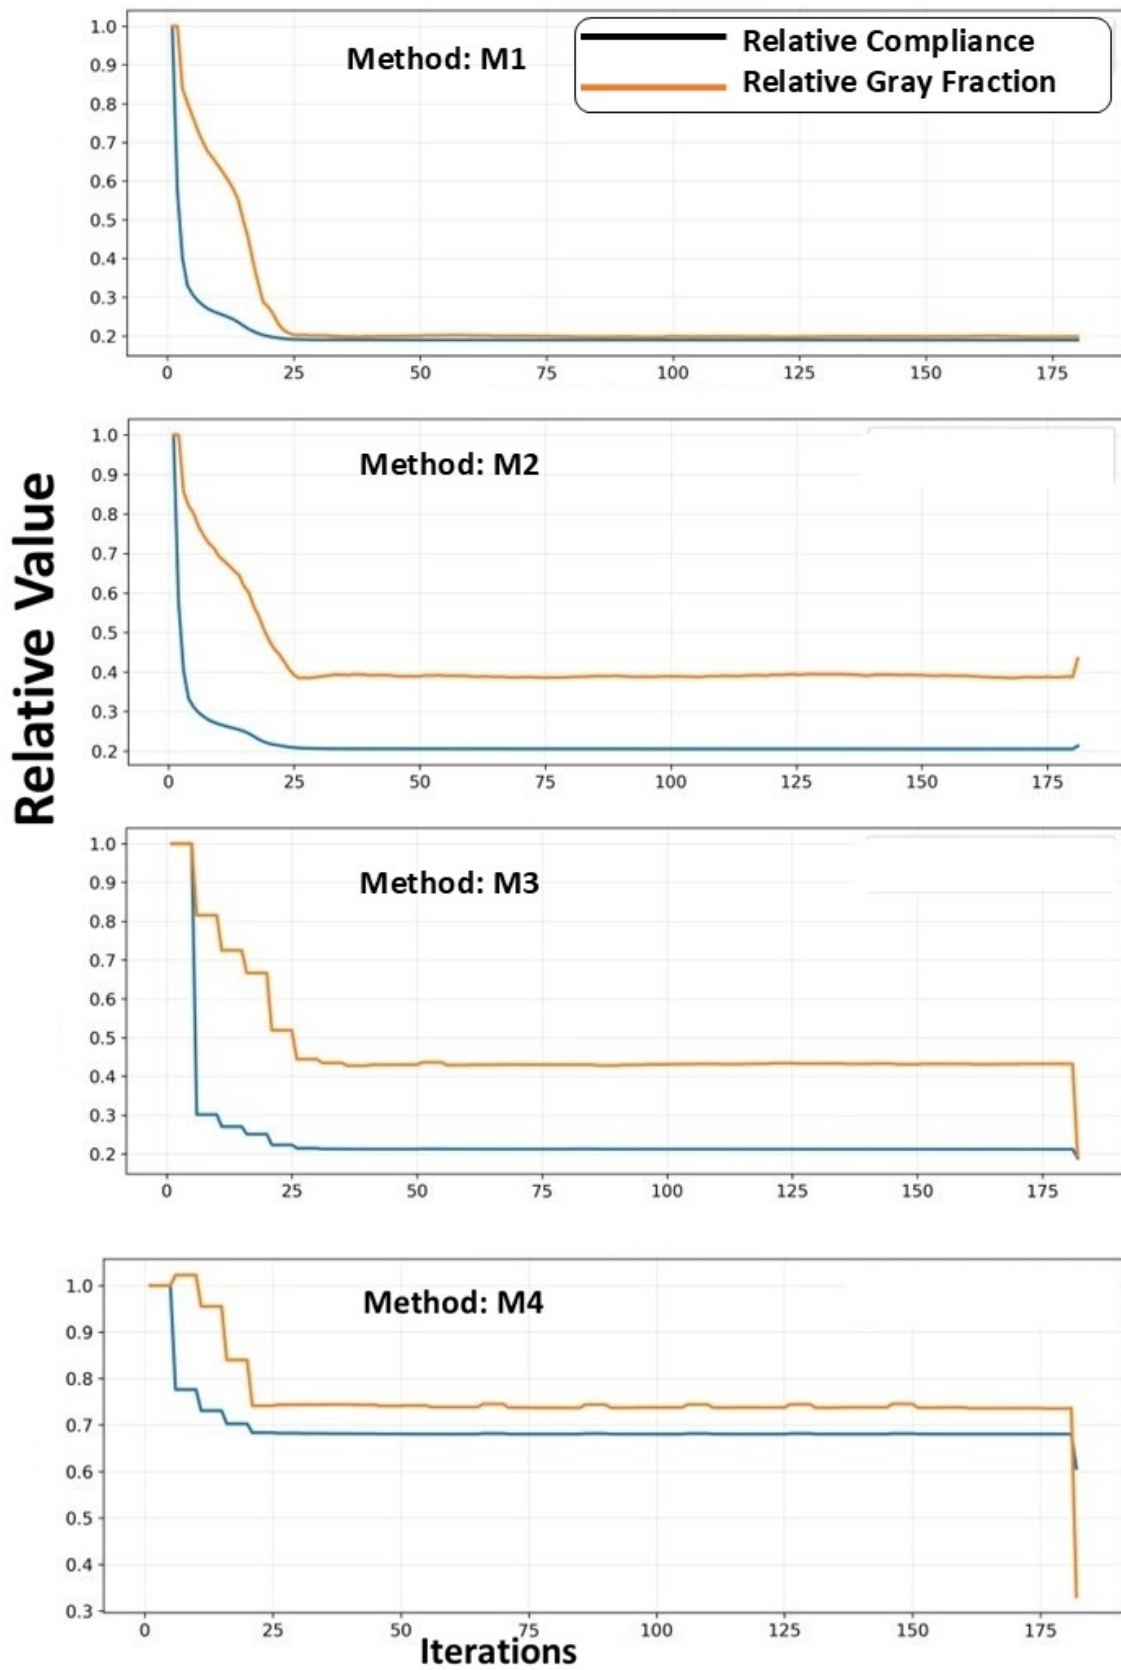 Method: M1
Relative Compliance
Relative Gray Fraction
1.0
0.9
0.8
0.7
0.6
0.5
0.4
0.3
0.2
0 25 50 75 100 125 150 175
Relative Value
Method: M2
1.0
0.9
0.8
0.7
0.6
0.5
0.4
0.3
0.2
0 25 50 75 100 125 150 175
Method: M3
1.0
0.9
0.8
0.7
0.6
0.5
0.4
0.3
0.2
0 25 50 75 100 125 150 175
Method: M4
1.0
0.9
0.8
0.7
0.6
0.5
0.4
0.3
0 25 50 75 100 125 150 175
Iterations